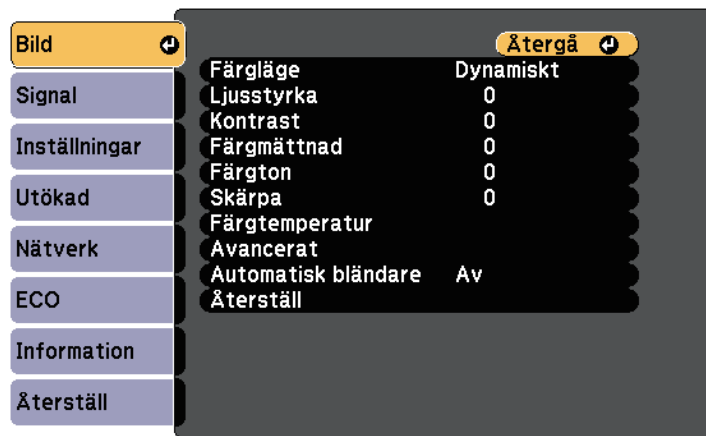 Bild
Signal
Inställningar
Utökad
Nätverk
ECO
Information
Återställ
Återgå
Färgläge Dynamiskt
Ljusstyrka 0
Kontrast 0
Färgmättnad 0
Färgton 0
Skärpa 0
Färgtemperatur
Avancerat
Automatisk bländare Av
Återställ